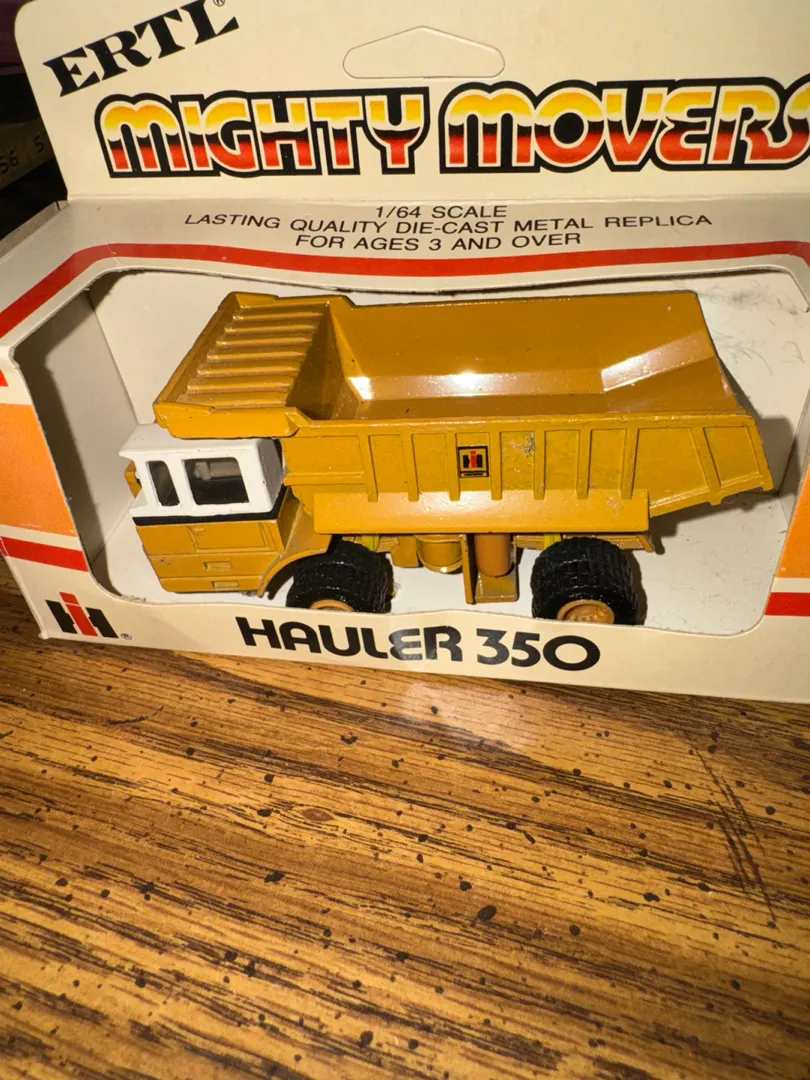 ERTL®
MIGHTY MOVERS
1/64 SCALE
LASTING QUALITY DIE-CAST METAL REPLICA
FOR AGES 3 AND OVER
IH®
HAULER 350